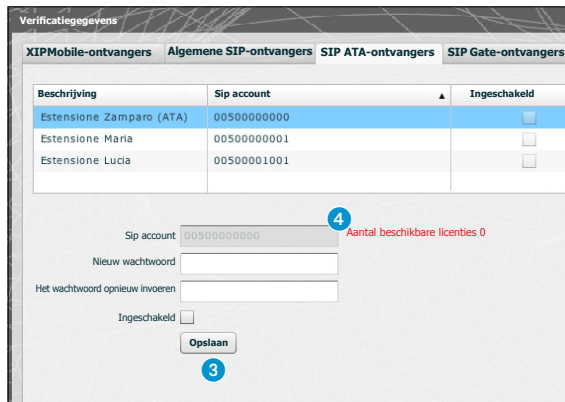 Verificatiegegevens
XIPMobile-ontvangers Algemene SIP-ontvangers SIP ATA-ontvangers SIP Gate-ontvangers
Beschrijving Sip account ▲ Ingeschakeld
Estensione Zamparo (ATA) 00500000000
Estensione Maria 00500000001
Estensione Lucia 00500001001
4
Sip account 00500000000 Aantal beschikbare licenties 0
Nieuw wachtwoord
Het wachtwoord opnieuw invoeren
Ingeschakeld
Opslaan
3